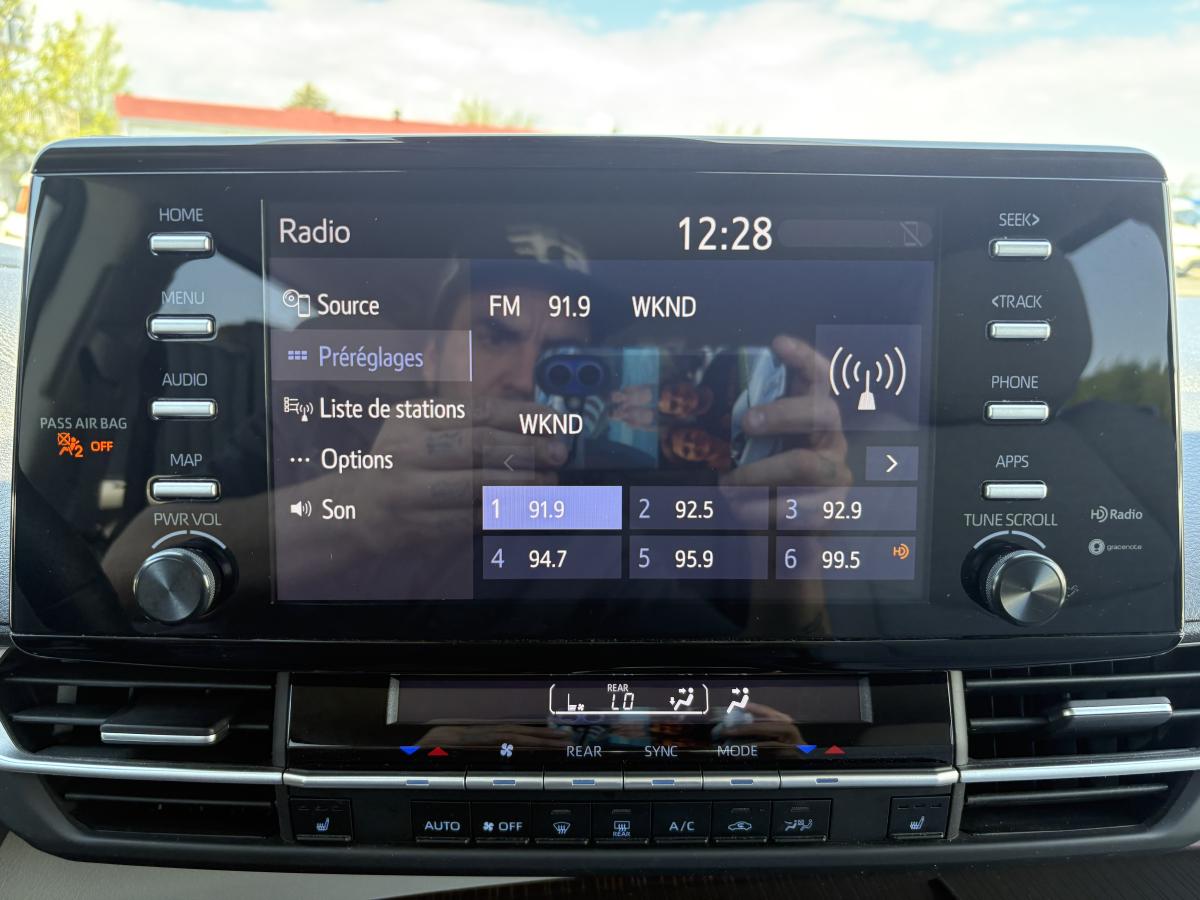 HOME
MENU
AUDIO
PASS AIR BAG
2 OFF
MAP
PWR VOL
Radio
12:28
Source
Préréglages
Liste de stations
Options
Son
FM 91.9 WKND
WKND
1 91.9
2 92.5
3 92.9
4 94.7
5 95.9
6 99.5 HD
SEEK>
<TRACK
PHONE
APPS
TUNE SCROLL
HD Radio
gracenote
REAR
LO
REAR SYNC MODE
AUTO
OFF
REAR
A/C